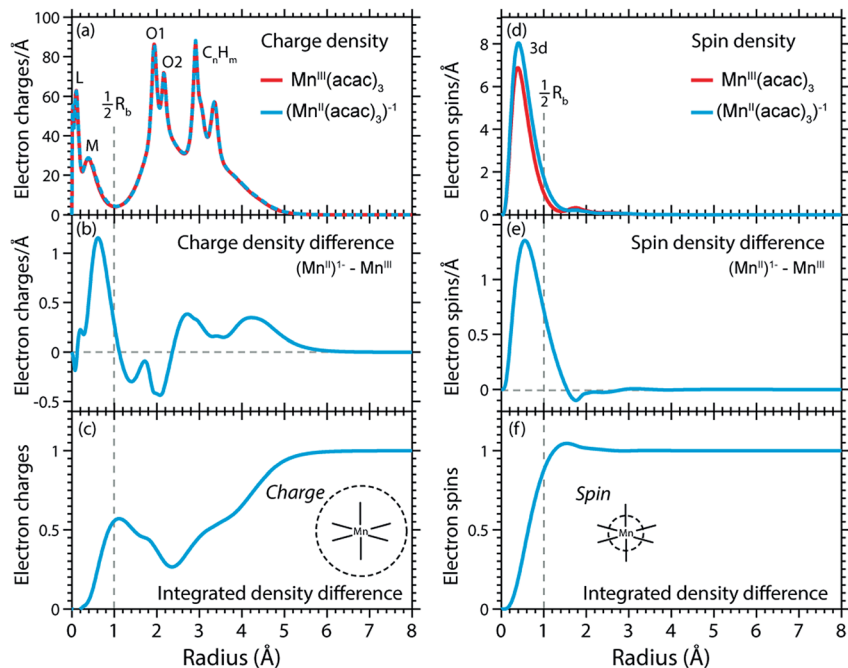 (a)
O1
O2
CnHm
L
M
½Rb
Charge density
MnIII(acac)3
(MnII(acac)3)-1
Electron charges/Å
100
80
60
40
20
0
(b)
Charge density difference
(MnII)1- - MnIII
Electron charges/Å
1
0.5
0
-0.5
(c)
Charge
Mn
Integrated density difference
Electron charges
1
0.5
0
0 1 2 3 4 5 6 7 8
Radius (Å)
(d)
3d
½Rb
Spin density
MnIII(acac)3
(MnII(acac)3)-1
Electron spins/Å
8
6
4
2
0
(e)
Spin density difference
(MnII)1- - MnIII
Electron spins/Å
1
0.5
0
(f)
Spin
Mn
Integrated density difference
Electron spins
1
0.5
0
0 1 2 3 4 5 6 7 8
Radius (Å)